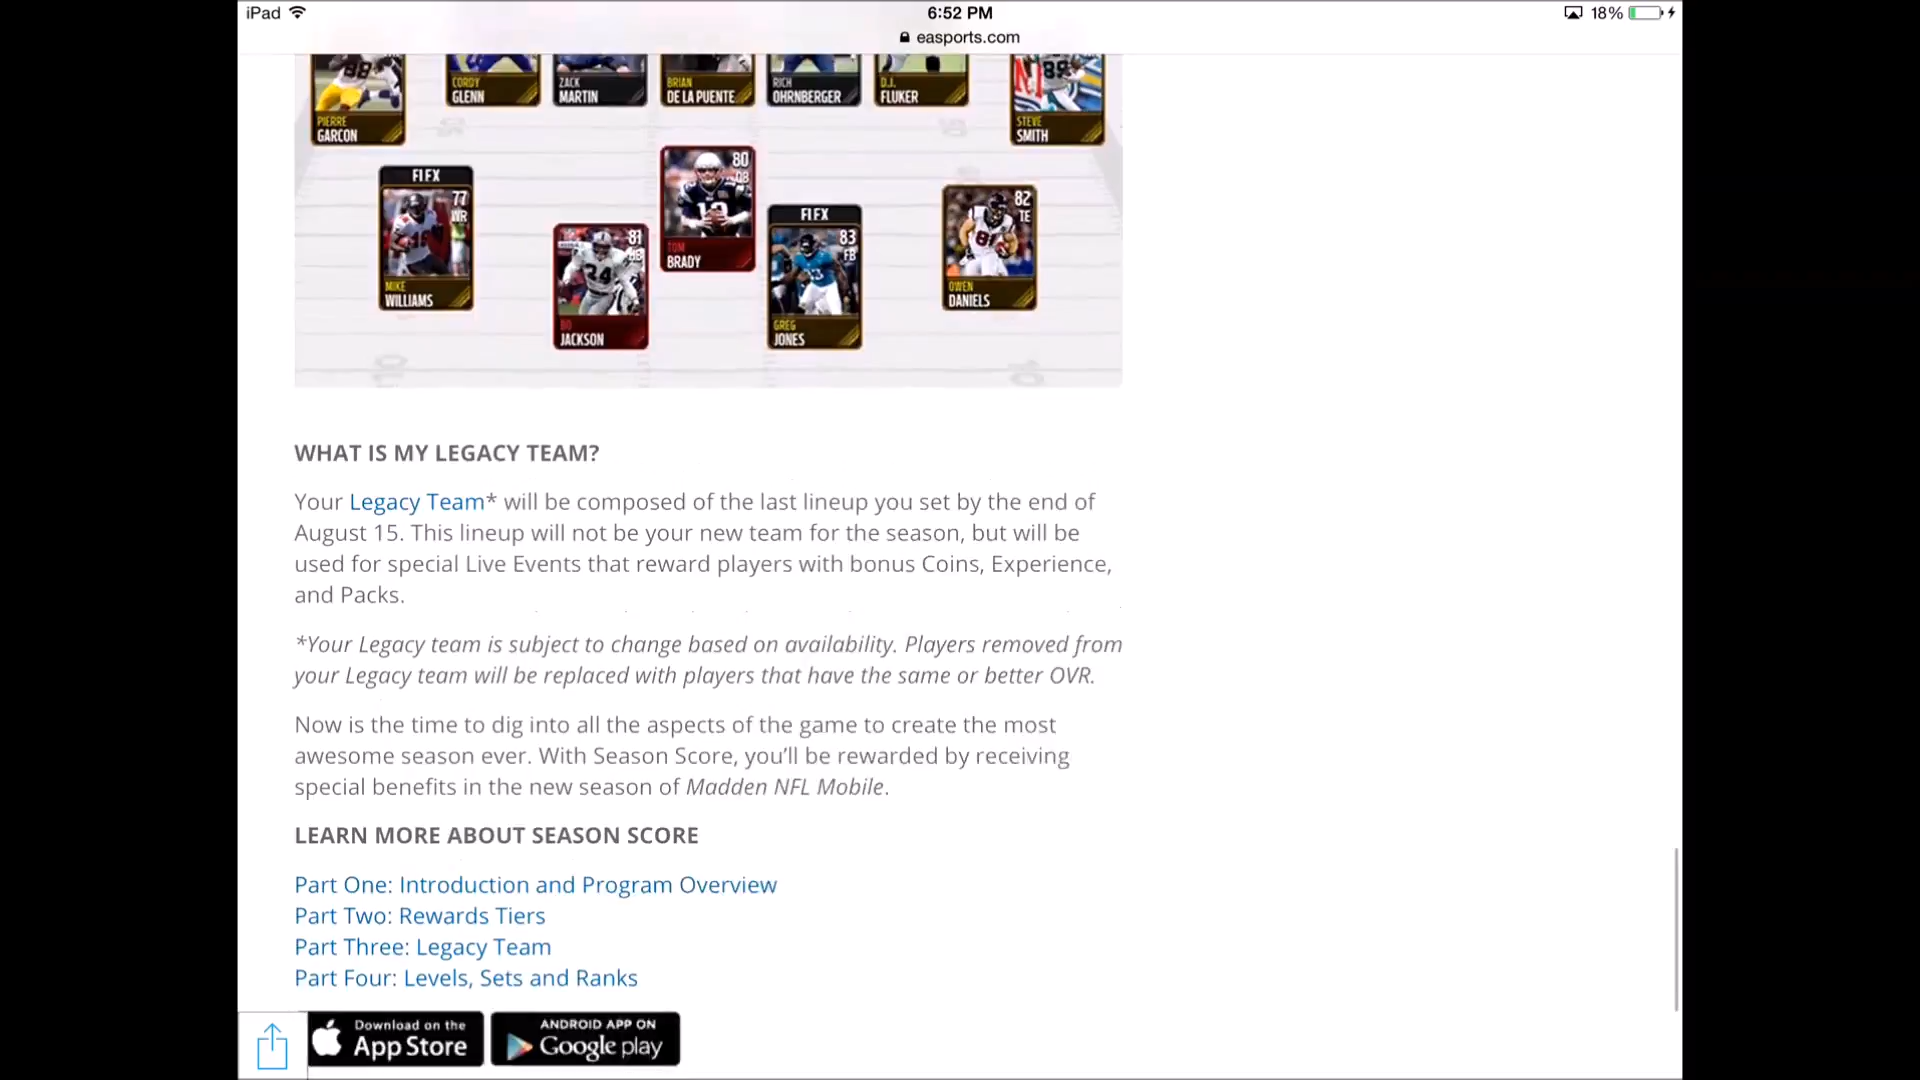 iPad 6:52 PM 18%
easports.com
88 89
CORDY ZACK BRIAN RICH D.J.
GLENN MARTIN DE LA PUENTE OHRNBERGER FLUKER
PIERRE STEVE
GARCON SMITH
80
QB
FLEX
77
WR
82
TE
FLEX
81
HB
83
FB
TOM
BRADY
MIKE
WILLIAMS
OWEN
DANIELS
BO
JACKSON
GREG
JONES
WHAT IS MY LEGACY TEAM?
Your Legacy Team* will be composed of the last lineup you set by the end of
August 15. This lineup will not be your new team for the season, but will be
used for special Live Events that reward players with bonus Coins, Experience,
and Packs.
*Your Legacy team is subject to change based on availability. Players removed from
your Legacy team will be replaced with players that have the same or better OVR.
Now is the time to dig into all the aspects of the game to create the most
awesome season ever. With Season Score, you’ll be rewarded by receiving
special benefits in the new season of Madden NFL Mobile.
LEARN MORE ABOUT SEASON SCORE
Part One: Introduction and Program Overview
Part Two: Rewards Tiers
Part Three: Legacy Team
Part Four: Levels, Sets and Ranks
Download on the
App Store
ANDROID APP ON
Google play